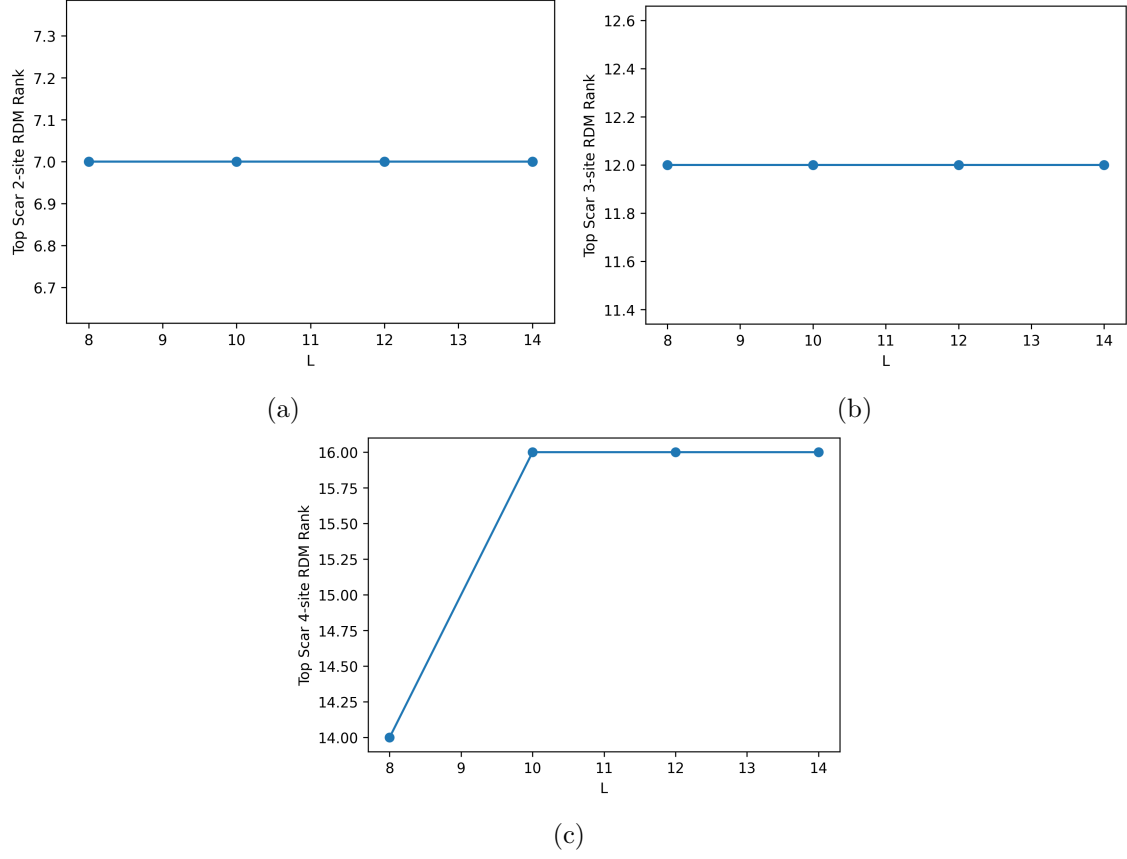 Top Scar 2-site RDM Rank
7.3
7.2
7.1
7.0
6.9
6.8
6.7
8 9 10 11 12 13 14
L
(a)
Top Scar 3-site RDM Rank
12.6
12.4
12.2
12.0
11.8
11.6
11.4
8 9 10 11 12 13 14
L
(b)
Top Scar 4-site RDM Rank
16.00
15.75
15.50
15.25
15.00
14.75
14.50
14.25
14.00
8 9 10 11 12 13 14
L
(c)